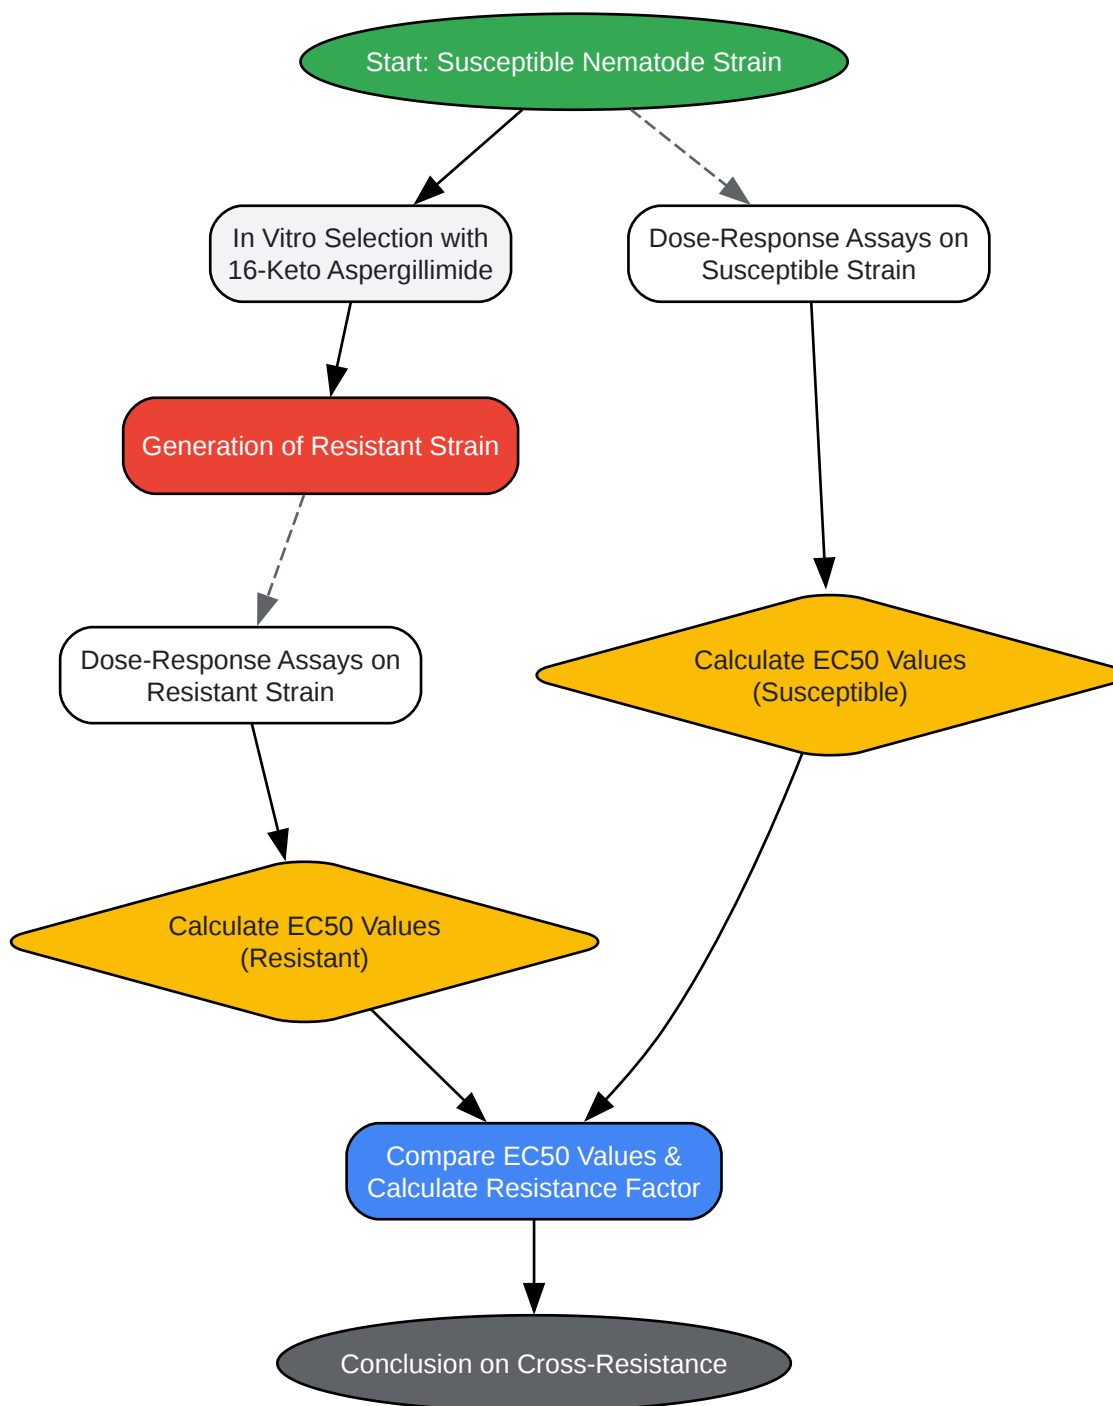 Start: Susceptible Nematode Strain
In Vitro Selection with
16-Keto Aspergillimide
Dose-Response Assays on
Susceptible Strain
Generation of Resistant Strain
Dose-Response Assays on
Resistant Strain
Calculate EC50 Values
(Susceptible)
Calculate EC50 Values
(Resistant)
Compare EC50 Values &
Calculate Resistance Factor
Conclusion on Cross-Resistance